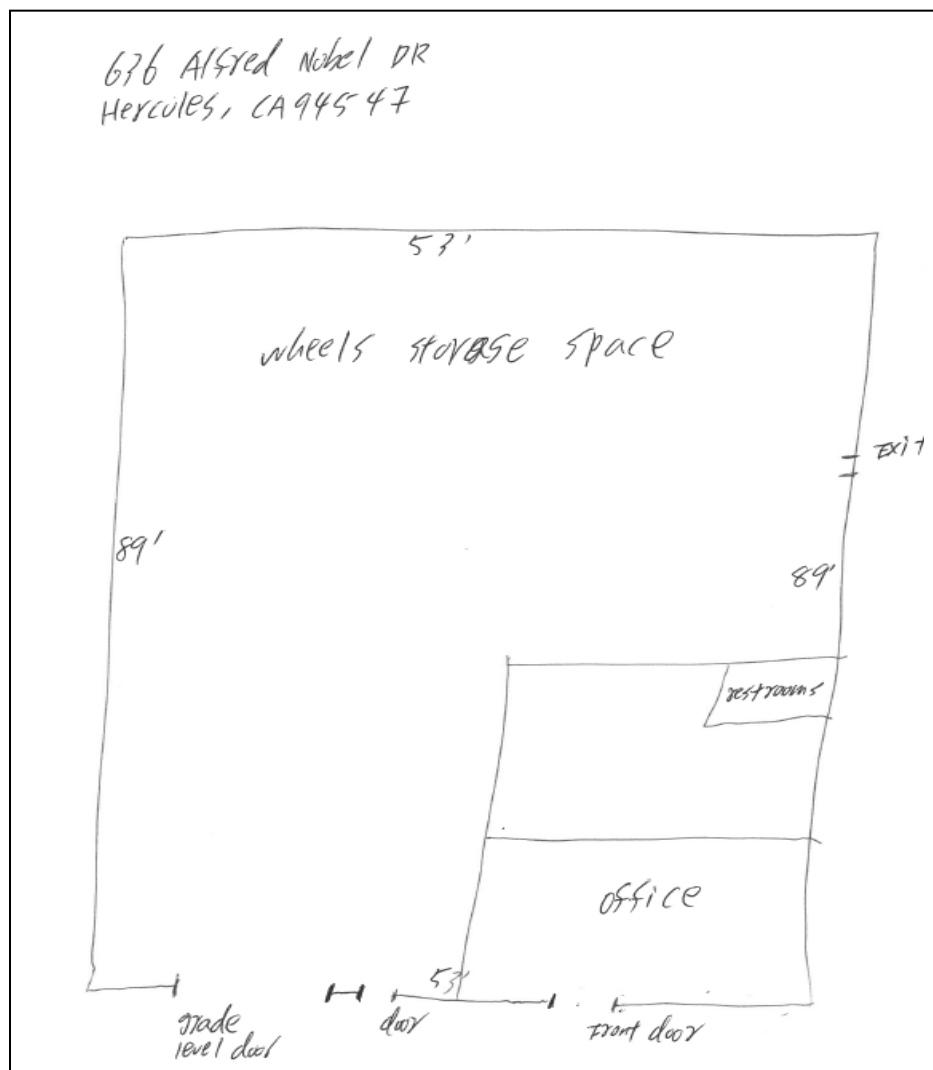 636 Alfred Nobel DR
Hercules, CA 94547
53'
wheels storage space
EXIT
89'
89'
restrooms
office
53'
grade
level door
door
Front door